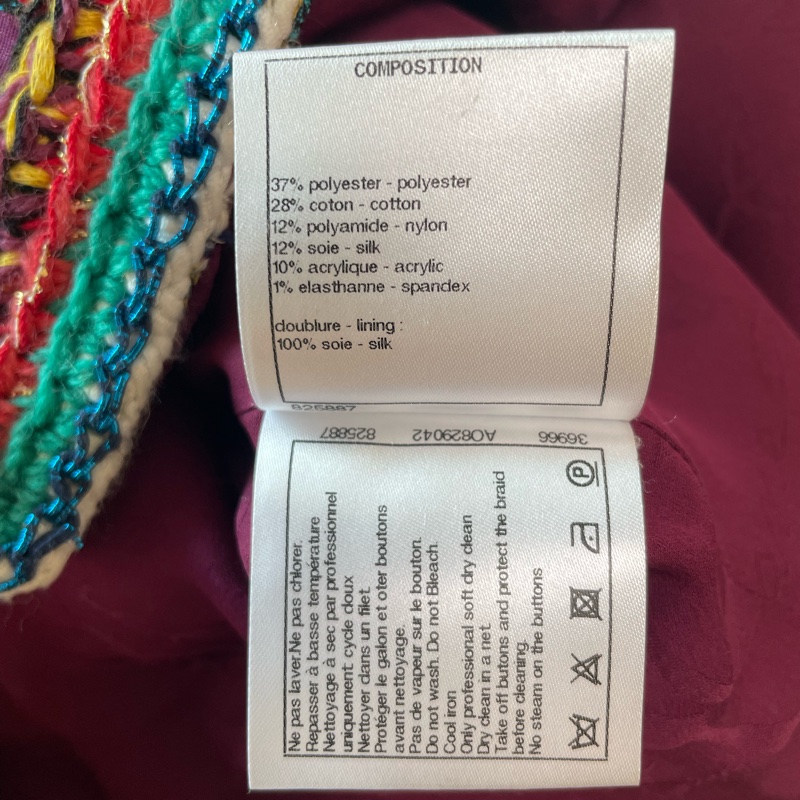 COMPOSITION
37% polyester - polyester
28% coton - cotton
12% polyamide - nylon
12% soie - silk
10% acrylique - acrylic
1% elasthanne - spandex
doublure - lining :
100% soie - silk
825887
36966 AO829042 825887
Ne pas laver.Ne pas chlorer.
Repasser à basse température
Nettoyage à sec par professionnel
uniquement cycle doux
Nettoyer dans un filet.
Protéger le galon et oter boutons
avant nettoyage.
Pas de vapeur sur le bouton.
Do not wash. Do not Bleach.
Cool iron
Only professional soft dry clean
Dry clean in a net.
Take off buttons and protect the braid
before cleaning.
No steam on the buttons
P